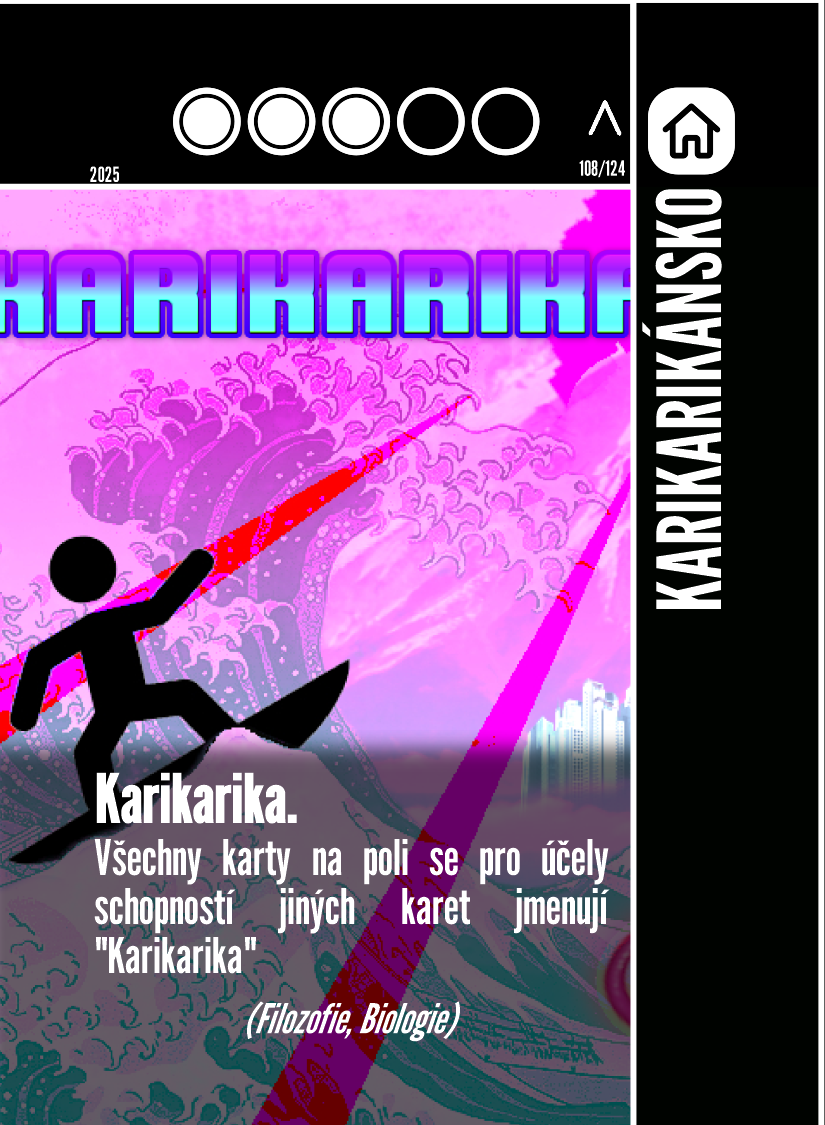 2025
108/124
KARIKARIKÁNSKO
KARIKARIKA
Karikarika.
Všechny karty na poli se pro účely
schopností jiných karet jmenují
"Karikarika"
(Filozofie, Biologie)